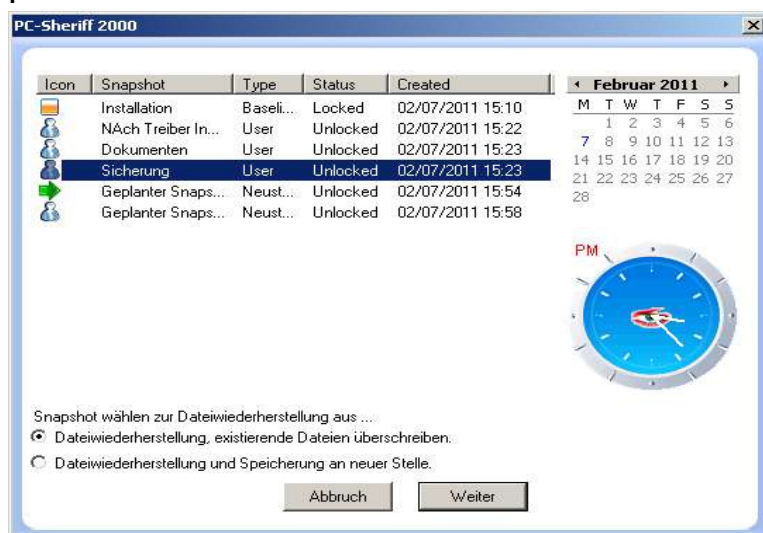 PC-Sheriff 2000
Icon Snapshot Type Status Created
Installation Baseli... Locked 02/07/2011 15:10
NAch Treiber In... User Unlocked 02/07/2011 15:22
Dokumenten User Unlocked 02/07/2011 15:23
Sicherung User Unlocked 02/07/2011 15:23
Geplanter Snaps... Neust... Unlocked 02/07/2011 15:54
Geplanter Snaps... Neust... Unlocked 02/07/2011 15:58
Februar 2011
M T W T F S S
1 2 3 4 5 6
7 8 9 10 11 12 13
14 15 16 17 18 19 20
21 22 23 24 25 26 27
28
PM
Snapshot wählen zur Dateiwiederherstellung aus ...
Dateiwiederherstellung, existierende Dateien überschreiben.
Dateiwiederherstellung und Speicherung an neuer Stelle.
Abbruch Weiter